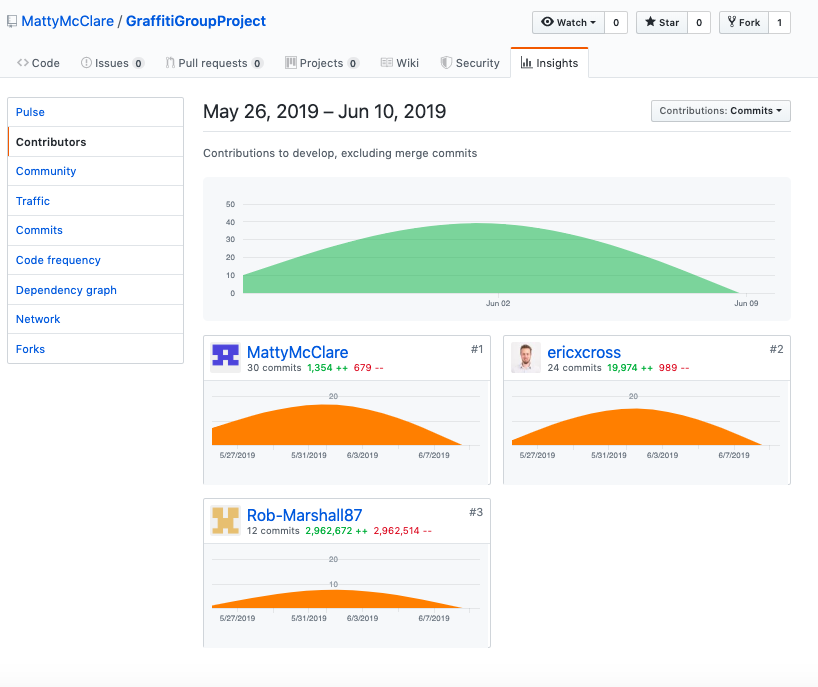 MattyMcClare / GraffitiGroupProject
Watch 0 Star 0 Fork 1
Code Issues 0 Pull requests 0 Projects 0 Wiki Security Insights
Pulse
Contributors
Community
Traffic
Commits
Code frequency
Dependency graph
Network
Forks
May 26, 2019 – Jun 10, 2019
Contributions: Commits
Contributions to develop, excluding merge commits
50
40
30
20
10
0
Jun 02 Jun 09
MattyMcClare #1
30 commits 1,354 ++ 679 --
20
5/27/2019 5/31/2019 6/3/2019 6/7/2019
ericxcross #2
24 commits 19,974 ++ 989 --
20
5/27/2019 5/31/2019 6/3/2019 6/7/2019
Rob-Marshall87 #3
12 commits 2,962,672 ++ 2,962,514 --
20
10
5/27/2019 5/31/2019 6/3/2019 6/7/2019